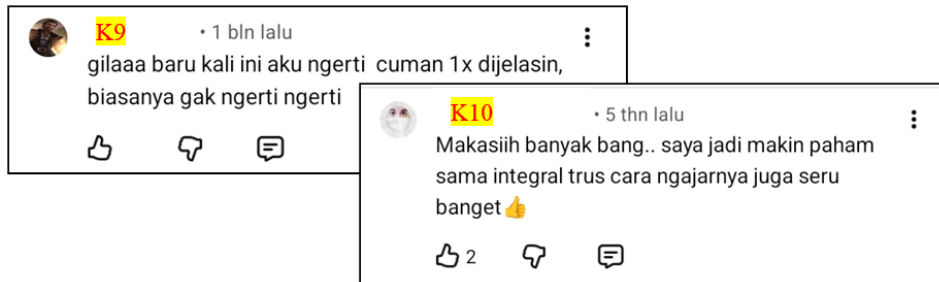 K9 • 1 bln lalu
gilaaa baru kali ini aku ngerti cuman 1x dijelasin,
biasanya gak ngerti ngerti
K10 • 5 thn lalu
Makasiih banyak bang.. saya jadi makin paham
sama integral trus cara ngajarnya juga seru
banget👍
2